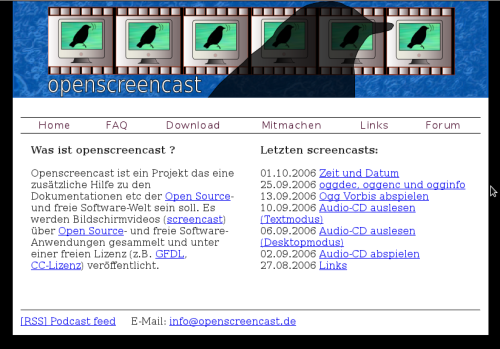 openscreencast
Home FAQ Download Mitmachen Links Forum
Was ist openscreencast ?
Openscreencast ist ein Projekt das eine
zusätzliche Hilfe zu den
Dokumentationen etc der Open Source-
und freie Software-Welt sein soll. Es
werden Bildschirmvideos (screencast)
über Open Source- und freie Software-
Anwendungen gesammelt und unter
einer freien Lizenz (z.B. GFDL,
CC-Lizenz) veröffentlicht.
Letzten screencasts:
01.10.2006 Zeit und Datum
25.09.2006 oggdec, oggenc und ogginfo
13.09.2006 Ogg Vorbis abspielen
10.09.2006 Audio-CD auslesen
(Textmodus)
06.09.2006 Audio-CD auslesen
(Desktopmodus)
02.09.2006 Audio-CD abspielen
27.08.2006 Links
[RSS] Podcast feed E-Mail: info@openscreencast.de